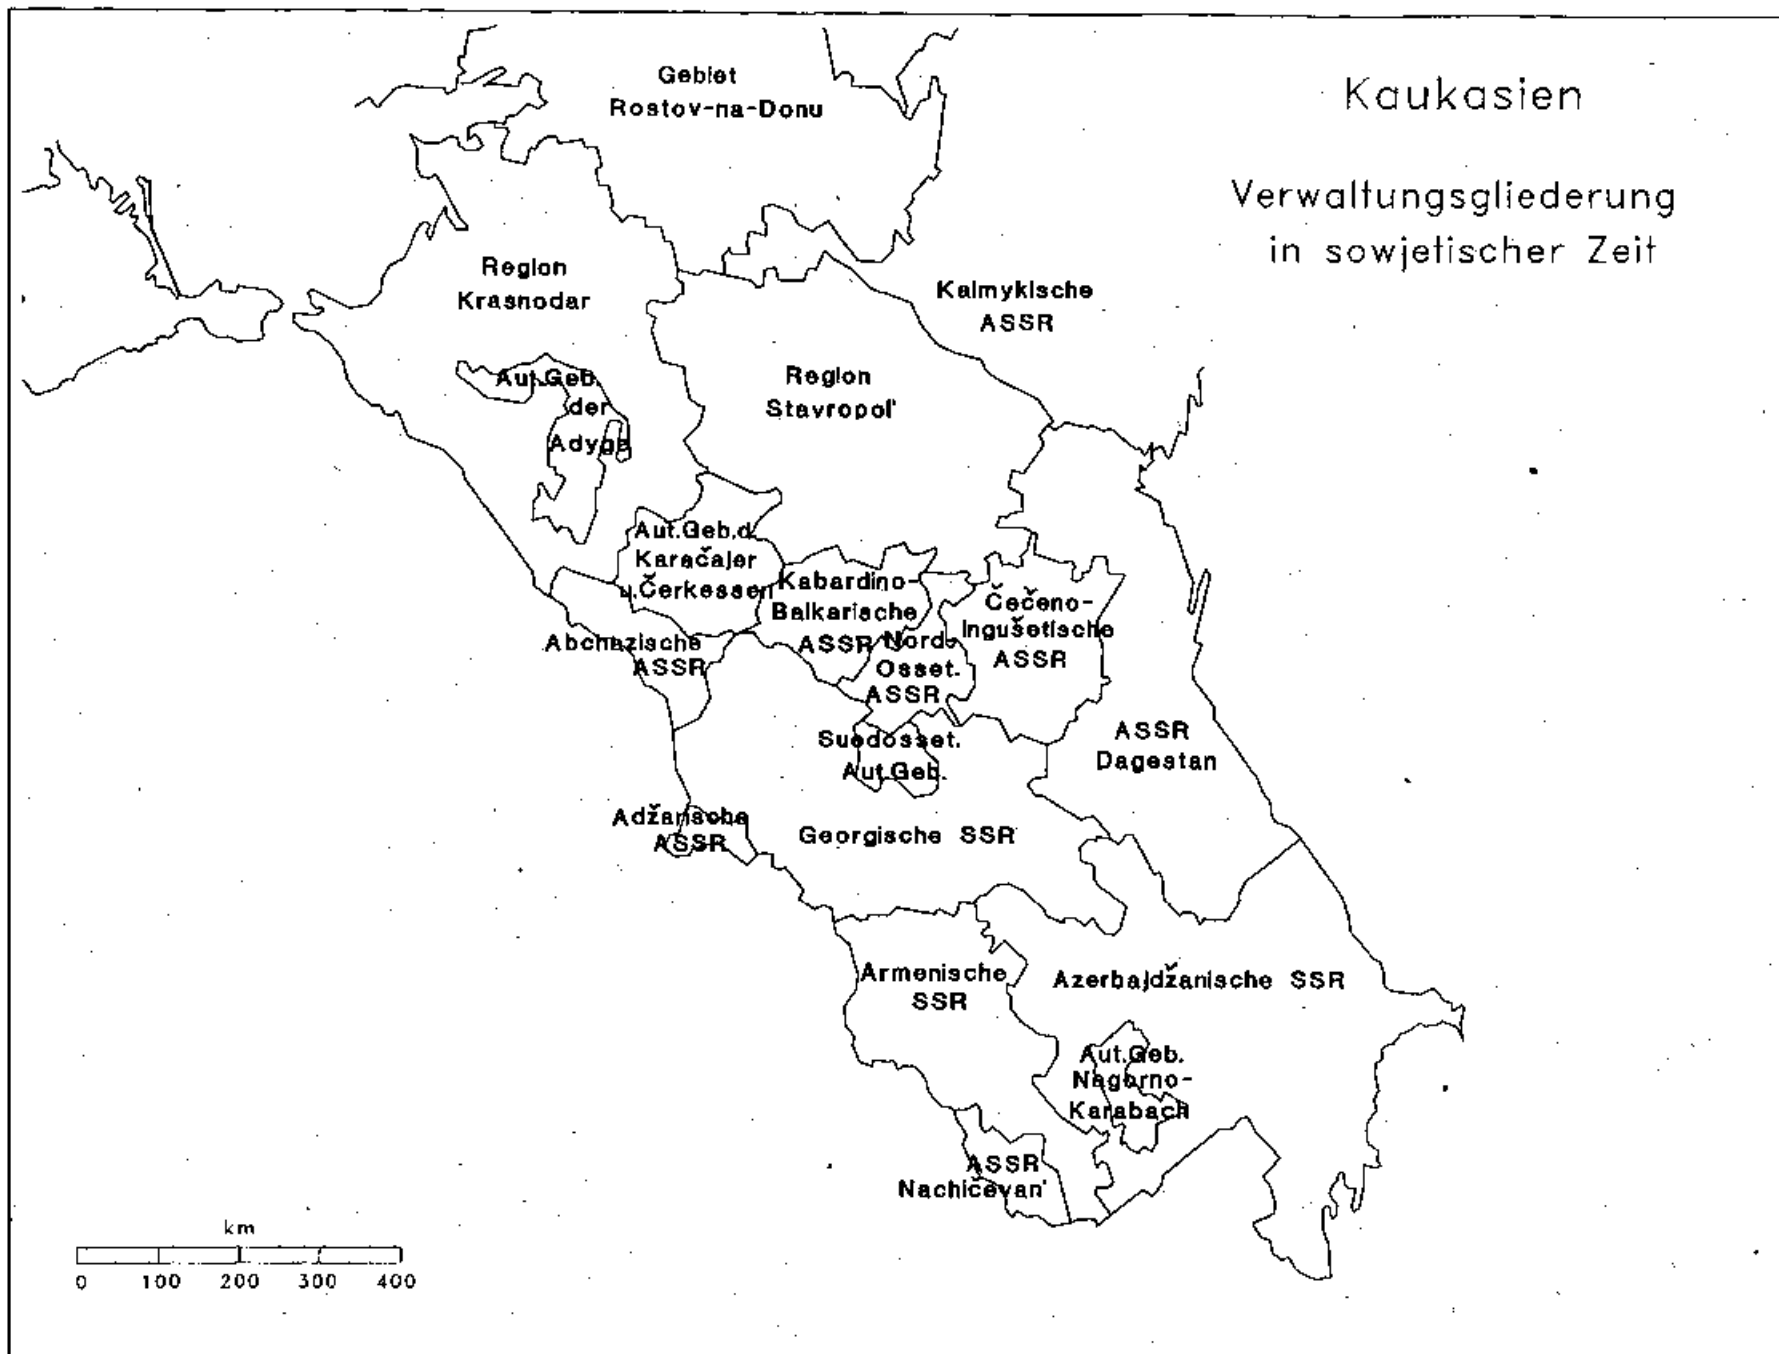 Kaukasien
Verwaltungsgliederung
in sowjetischer Zeit
Gebiet
Rostov-na-Donu
Region
Krasnodar
Kalmykische
ASSR
Region
Stavropol'
Aut.Geb.
der
Adyge
Aut.Geb.d.
Karačajer
u.Čerkessen
Kabardino-
Balkarische
ASSR
Čečeno-
Ingušetische
ASSR
Abchazische
ASSR
Nord-
Osset.
ASSR
Suedosset.
Aut.Geb.
ASSR
Dagestan
Adžarische
ASSR
Georgische SSR
Armenische
SSR
Azerbajdžanische SSR
Aut.Geb.
Nagorno-
Karabach
ASSR
Nachičevan'
km
0 100 200 300 400